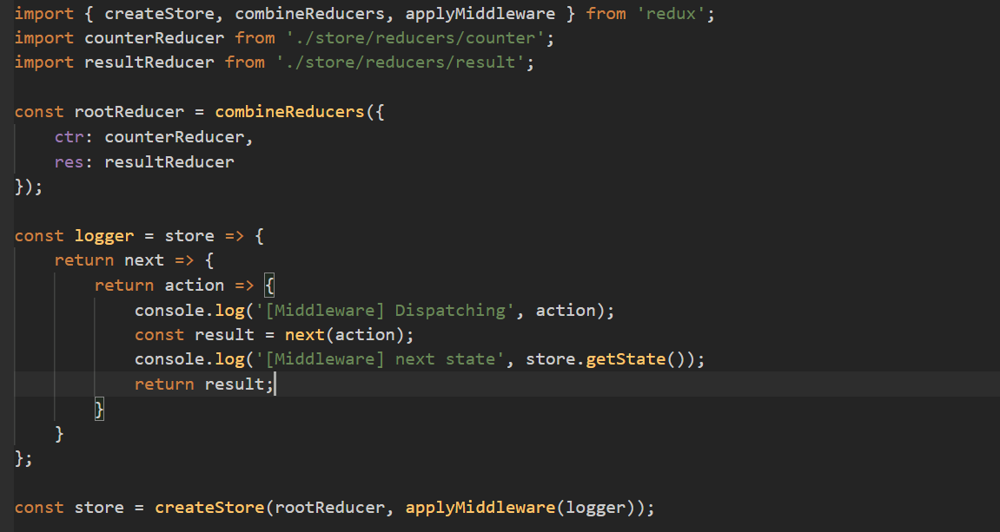 import { createStore, combineReducers, applyMiddleware } from 'redux';
import counterReducer from './store/reducers/counter';
import resultReducer from './store/reducers/result';
const rootReducer = combineReducers({
    ctr: counterReducer,
    res: resultReducer
});
const logger = store => {
    return next => {
        return action => {
            console.log('[Middleware] Dispatching', action);
            const result = next(action);
            console.log('[Middleware] next state', store.getState());
            return result;
        }
    }
};
const store = createStore(rootReducer, applyMiddleware(logger));